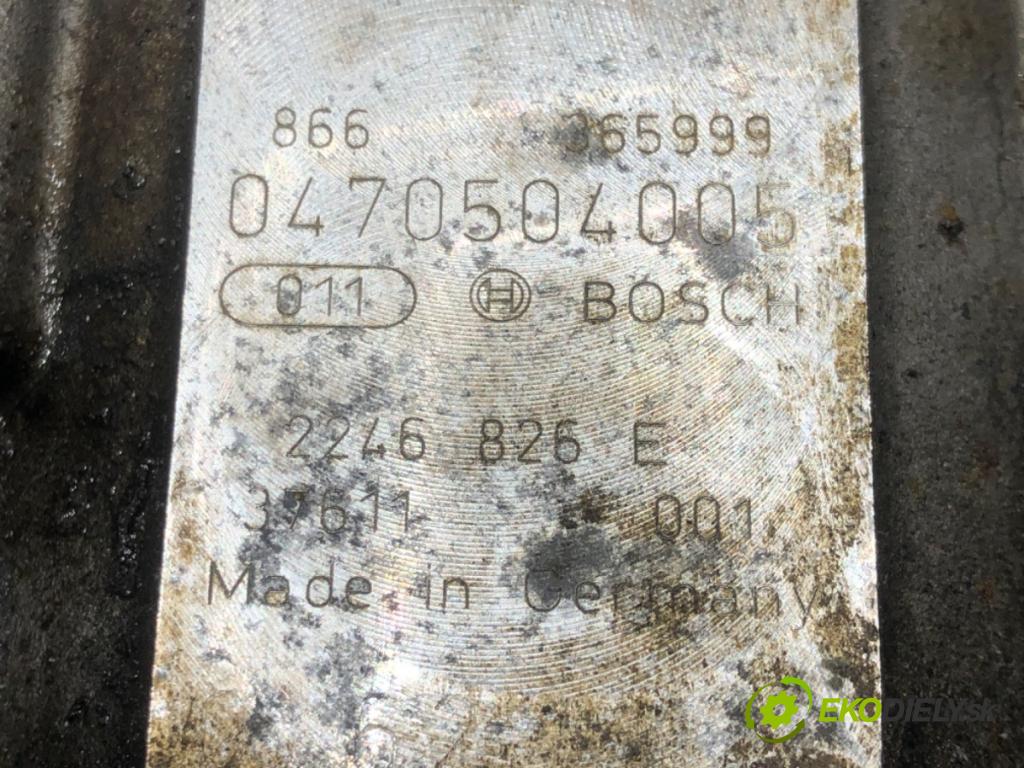 866 365999
0470504005
011 BOSCH
2246 826 E
37611 001
Made in Germany
EKODIELY.SK